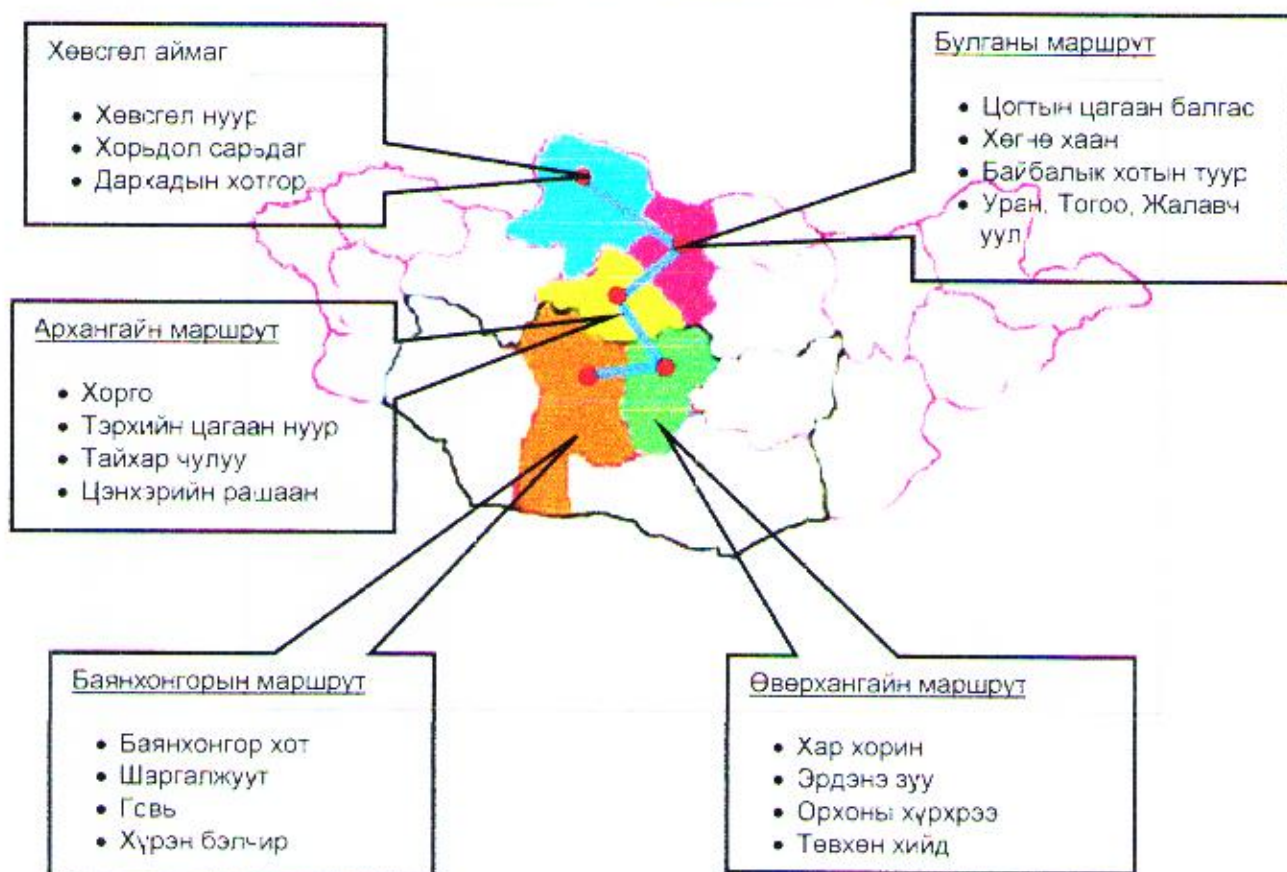 Хөвсгөл аймаг
• Хөвсгөл нуур
• Хорьдол сарьдаг
• Дархадын хотгор
Булганы маршрут
• Цогтын цагаан балгас
• Хөгнө хаан
• Байбалык хотын туур
• Уран, Тогоо, Жалавч
уул
Архангайн маршрут
• Хорго
• Тэрхийн цагаан нуур
• Тайхар чулуу
• Цэнхэрийн рашаан
Баянхонгорын маршрут
• Баянхонгор хот
• Шаргалжуут
• Говь
• Хүрэн бэлчир
Өвөрхангайн маршрут
• Хар хорин
• Эрдэнэ зуу
• Орхоны хүрхрээ
• Төвхөн хийд